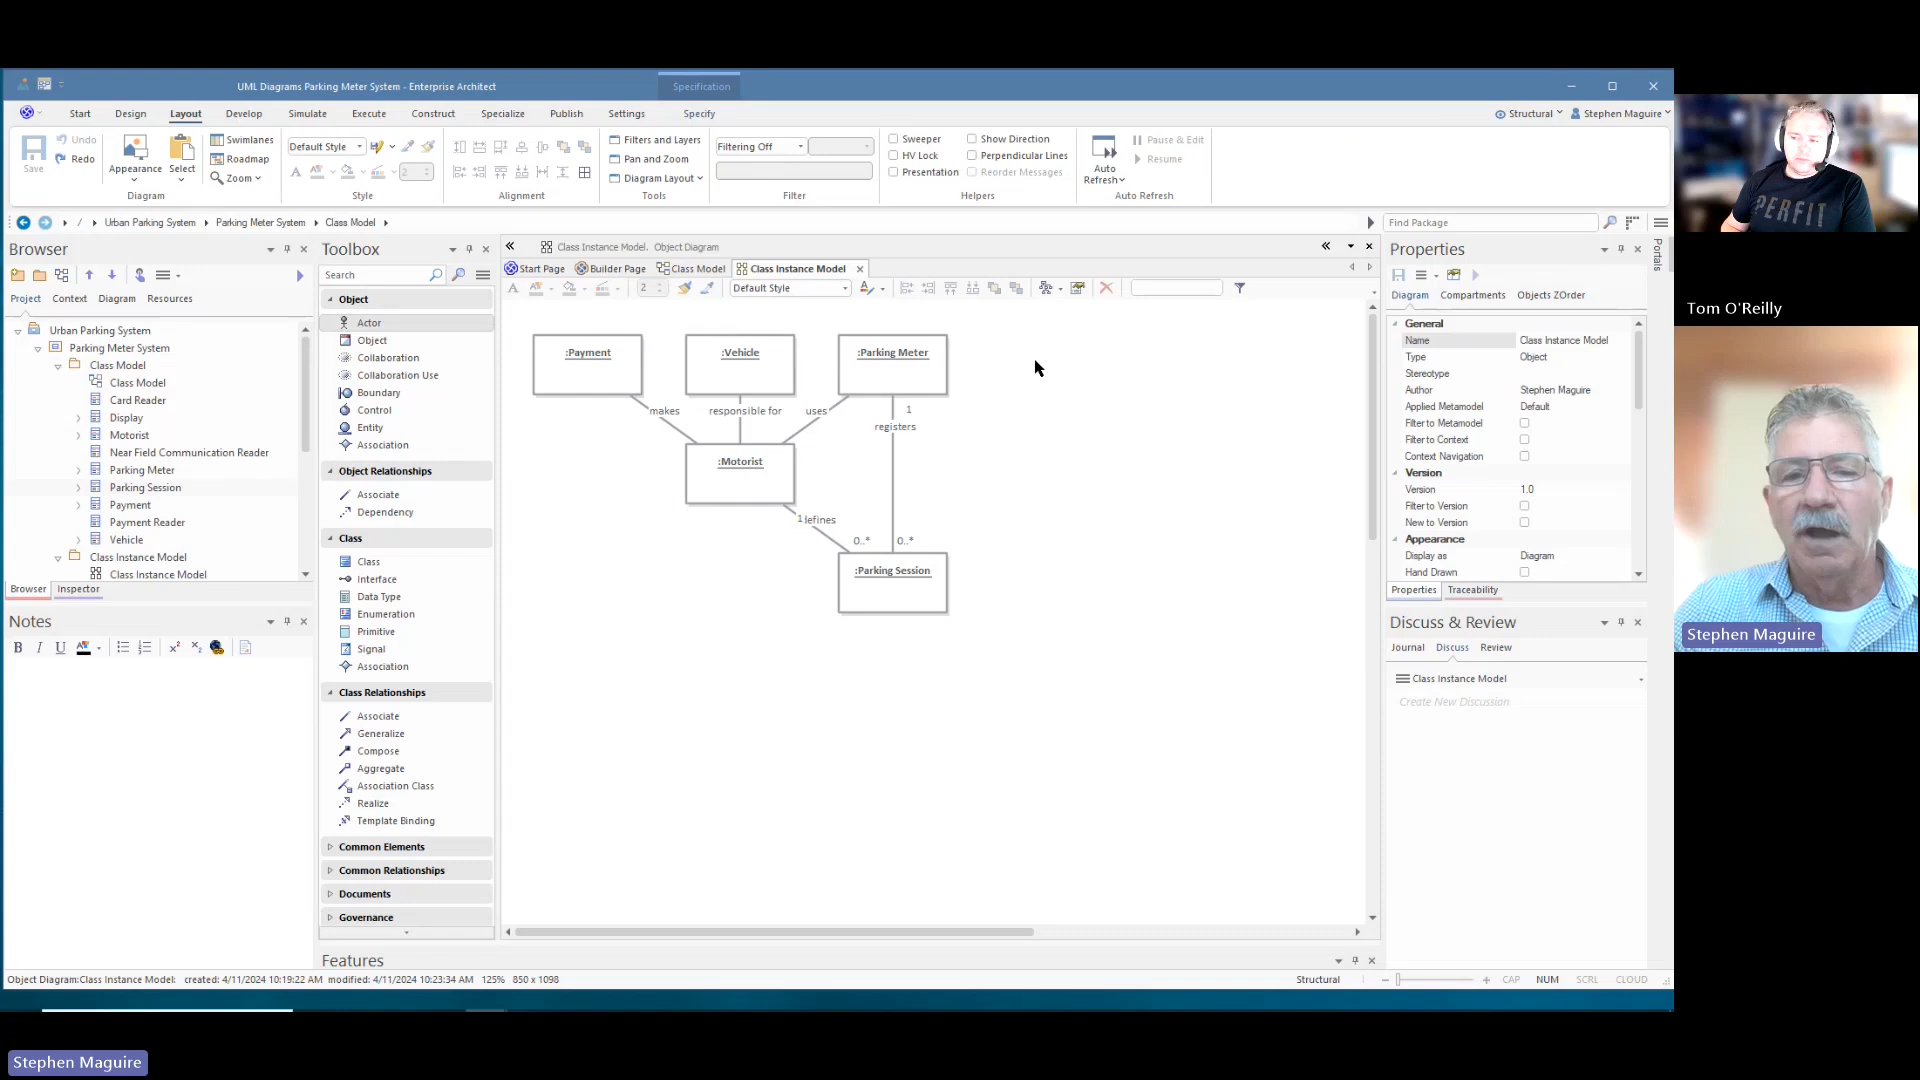 UML Diagrams Parking Meter System - Enterprise Architect
Specification
Start
Design
Layout
Develop
Simulate
Execute
Construct
Specialize
Publish
Settings
Specify
Structural
Stephen Maguire
Save
Undo
Redo
Appearance
Select
Swimlanes
Roadmap
Zoom
Diagram
Default Style
2
Style
Alignment
Filters and Layers
Pan and Zoom
Diagram Layout
Tools
Filtering Off
Filter
Sweeper
HV Lock
Presentation
Show Direction
Perpendicular Lines
Reorder Messages
Helpers
Auto
Refresh
Pause & Edit
Resume
Auto Refresh
/ Urban Parking System Parking Meter System Class Model
Find Package
Browser
Project
Context
Diagram
Resources
Urban Parking System
Parking Meter System
Class Model
Class Model
Card Reader
Display
Motorist
Near Field Communication Reader
Parking Meter
Parking Session
Payment
Payment Reader
Vehicle
Class Instance Model
Class Instance Model
Browser
Inspector
Notes
B I U
Toolbox
Search
Object
Actor
Object
Collaboration
Collaboration Use
Boundary
Control
Entity
Association
Object Relationships
Associate
Dependency
Class
Class
Interface
Data Type
Enumeration
Primitive
Signal
Association
Class Relationships
Associate
Generalize
Compose
Aggregate
Association Class
Realize
Template Binding
Common Elements
Common Relationships
Documents
Governance
Class Instance Model. Object Diagram
Start Page
Builder Page
Class Model
Class Instance Model
2
Default Style
:Payment
:Vehicle
:Parking Meter
makes
responsible for
uses
1
registers
:Motorist
1
lefines
0..*
0..*
:Parking Session
Features
Properties
Portals
Diagram
Compartments
Objects ZOrder
General
Name Class Instance Model
Type Object
Stereotype
Author Stephen Maguire
Applied Metamodel Default
Filter to Metamodel
Filter to Context
Context Navigation
Version
Version 1.0
Filter to Version
New to Version
Appearance
Display as Diagram
Hand Drawn
Properties
Traceability
Discuss & Review
Journal
Discuss
Review
Class Instance Model
Create New Discussion
Object Diagram:Class Instance Model: created: 4/11/2024 10:19:22 AM modified: 4/11/2024 10:23:34 AM 125% 850 x 1098
Structural
CAP
NUM
SCRL
CLOUD
PERFIT
Tom O'Reilly
Stephen Maguire
Stephen Maguire